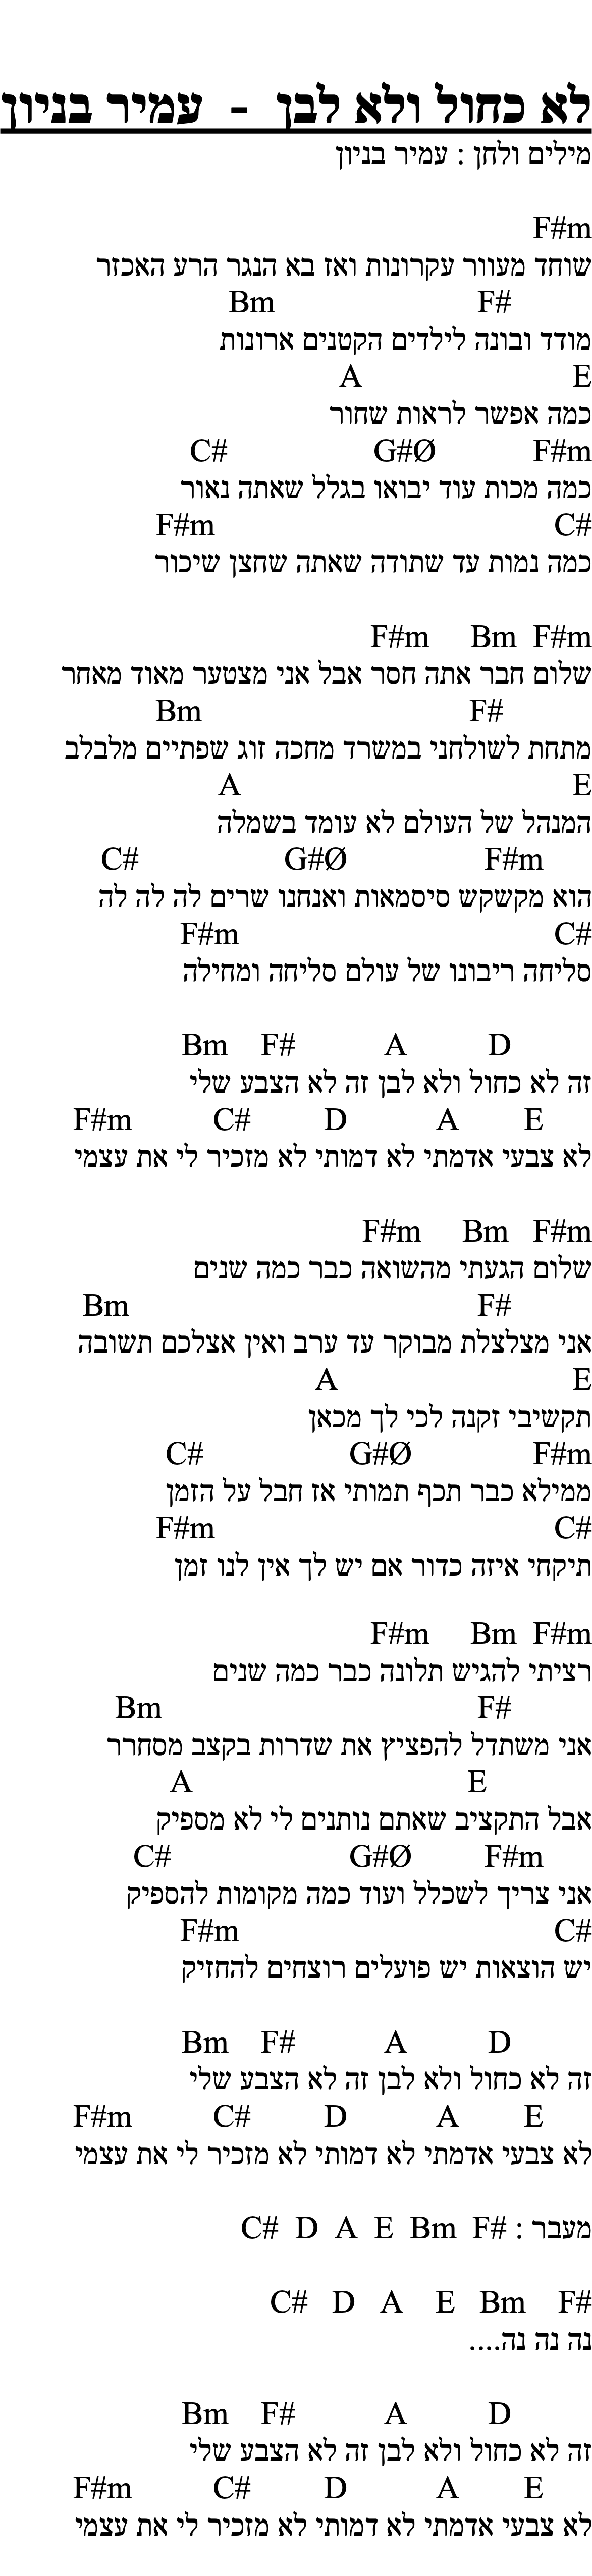 לא כחול ולא לבן - עמיר בניון
מילים ולחן : עמיר בניון
F#m
שוחד מעוור עקרונות ואז בא הנגר הרע האכזר
Bm F#
מודד ובונה לילדים הקטנים ארונות
A E
כמה אפשר לראות שחור
C# G#Ø F#m
כמה מכות עוד יבואו בגלל שאתה נאור
F#m C#
כמה נמות עד שתודה שאתה שחצן שיכור
F#m Bm F#m
שלום חבר אתה חסר אבל אני מצטער מאוד מאחר
Bm F#
מתחת לשולחני במשרד מחכה זוג שפתיים מלבלב
A E
המנהל של העולם לא עומד בשמלה
C# G#Ø F#m
הוא מקשקש סיסמאות ואנחנו שרים לה לה לה
F#m C#
סליחה ריבונו של עולם סליחה ומחילה
Bm F# A D
זה לא כחול ולא לבן זה לא הצבע שלי
F#m C# D A E
לא צבעי אדמתי לא דמותי לא מזכיר לי את עצמי
F#m Bm F#m
שלום הגעתי מהשואה כבר כמה שנים
Bm F#
אני מצלצלת מבוקר עד ערב ואין אצלכם תשובה
A E
תקשיבי זקנה לכי לך מכאן
C# G#Ø F#m
ממילא כבר תכף תמותי אז חבל על הזמן
F#m C#
תיקחי איזה כדור אם יש לך אין לנו זמן
F#m Bm F#m
רציתי להגיש תלונה כבר כמה שנים
Bm F#
אני משתדל להפציץ את שדרות בקצב מסחרר
A E
אבל התקציב שאתם נותנים לי לא מספיק
C# G#Ø F#m
אני צריך לשכלל ועוד כמה מקומות להספיק
F#m C#
יש הוצאות יש פועלים רוצחים להחזיק
Bm F# A D
זה לא כחול ולא לבן זה לא הצבע שלי
F#m C# D A E
לא צבעי אדמתי לא דמותי לא מזכיר לי את עצמי
מעבר : C# D A E Bm F#
C# D A E Bm F#
נה נה נה....
Bm F# A D
זה לא כחול ולא לבן זה לא הצבע שלי
F#m C# D A E
לא צבעי אדמתי לא דמותי לא מזכיר לי את עצמי